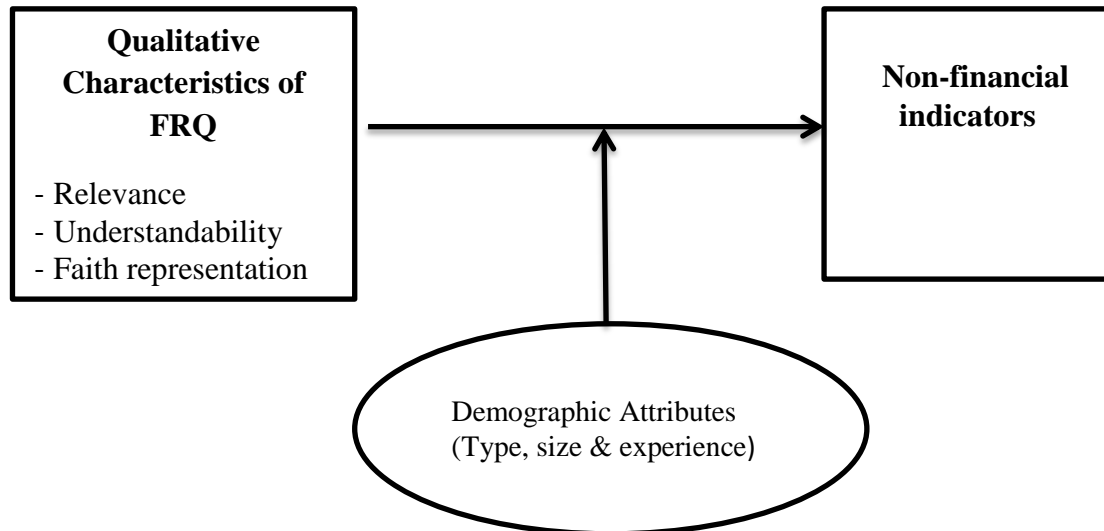 Qualitative
Characteristics of
FRQ
- Relevance
- Understandability
- Faith representation
Non-financial
indicators
Demographic Attributes
(Type, size & experience)